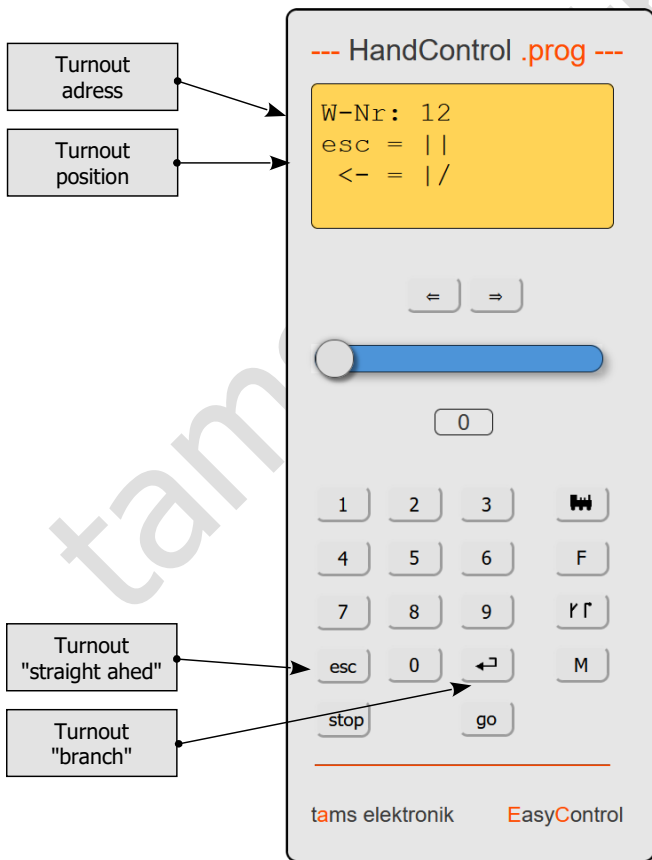 --- HandControl .prog ---
Turnout
adress
Turnout
position
W-Nr: 12
esc = ||
<- = |/
⇐ ⇒
0
1 2 3
4 5 6 F
7 8 9
Turnout
"straight ahed"
esc 0 ↵ M
Turnout
"branch"
stop go
tams elektronik EasyControl
tams